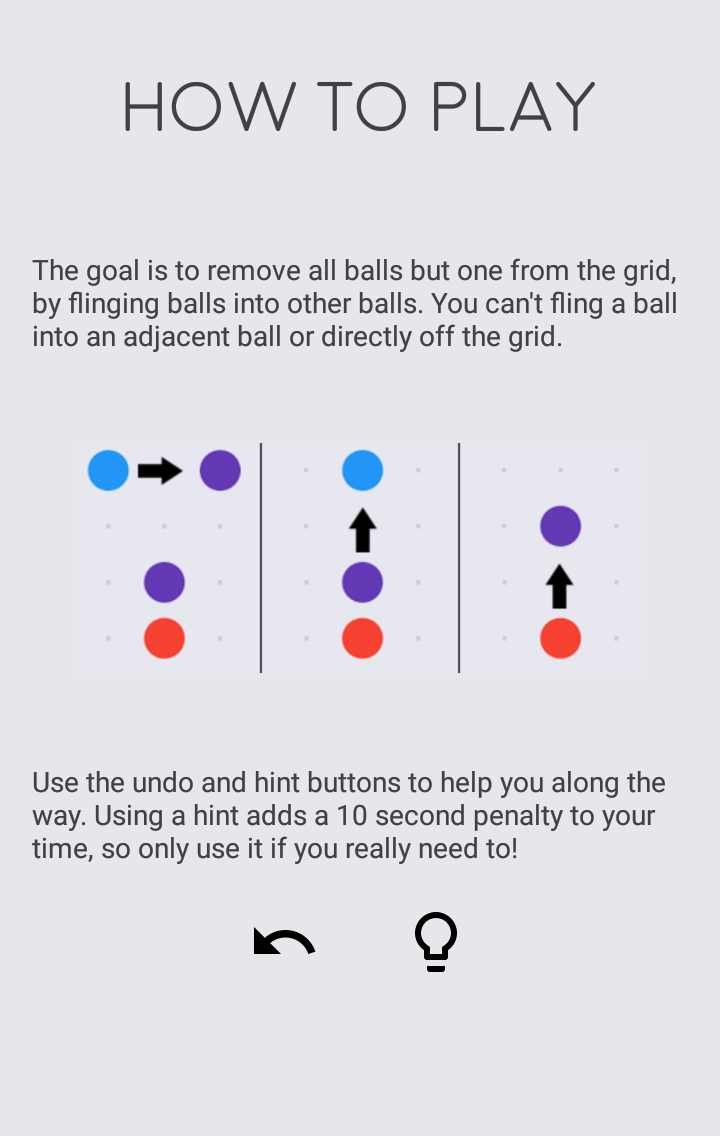 HOW TO PLAY
The goal is to remove all balls but one from the grid,
by flinging balls into other balls. You can't fling a ball
into an adjacent ball or directly off the grid.
Use the undo and hint buttons to help you along the
way. Using a hint adds a 10 second penalty to your
time, so only use it if you really need to!